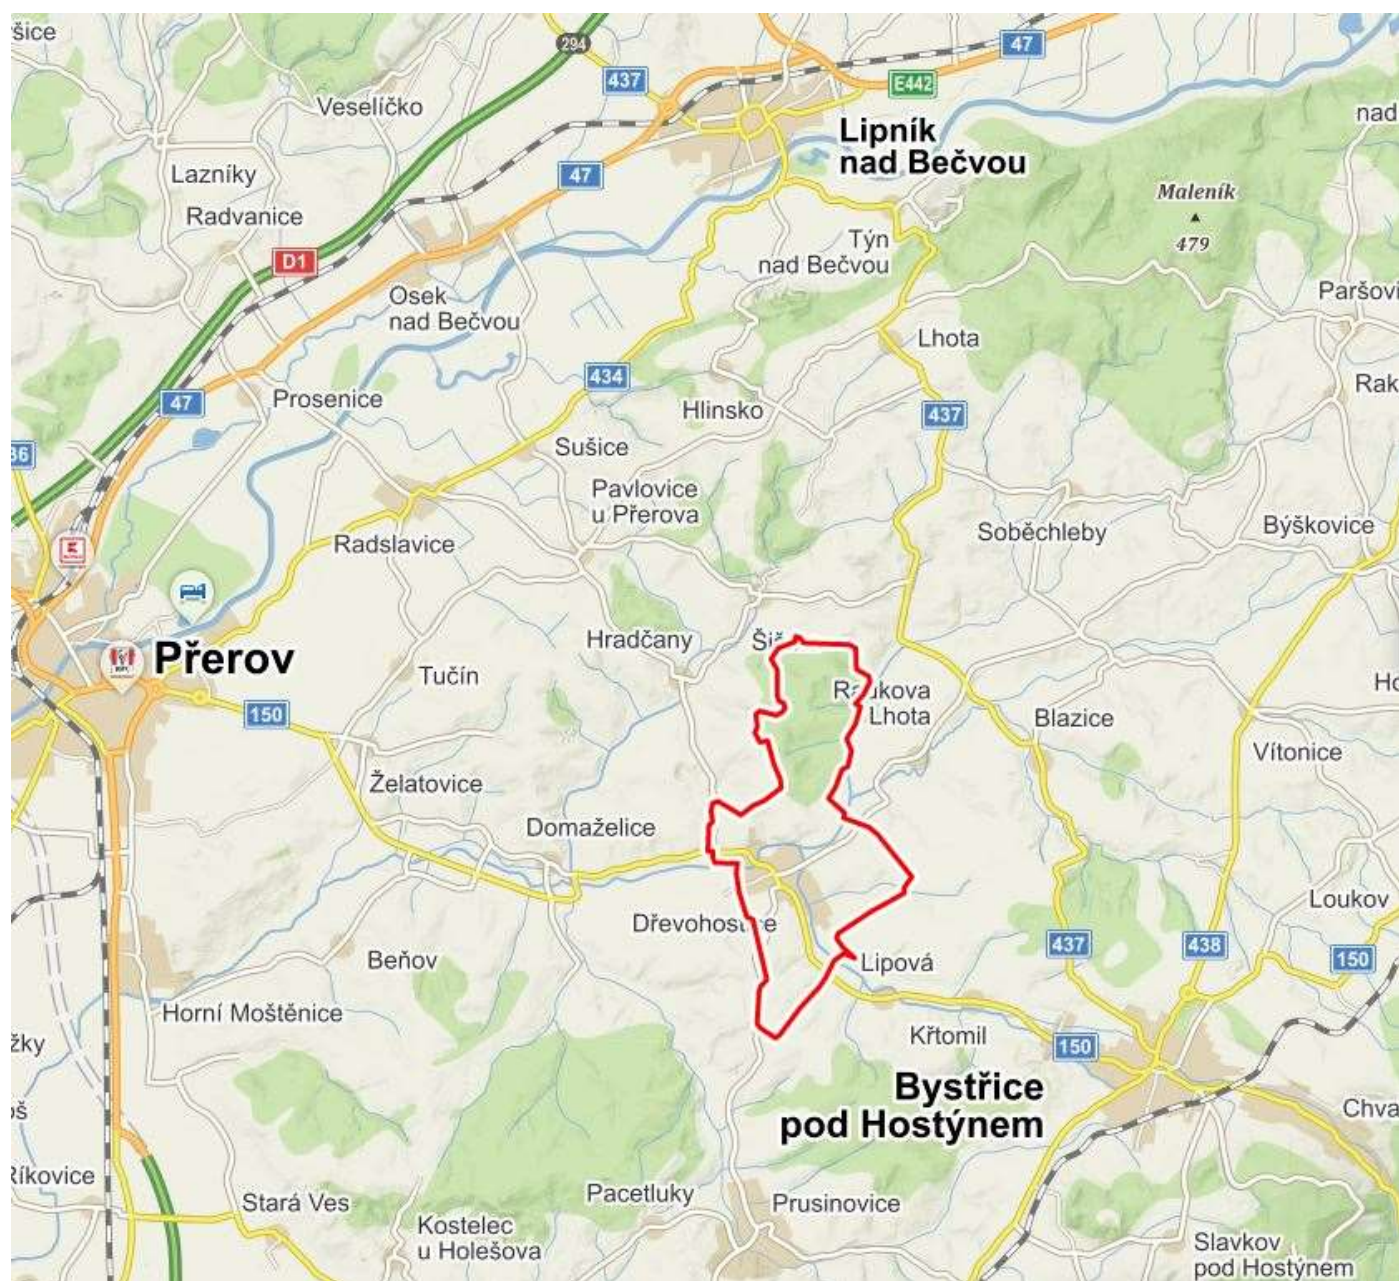 šice
294
47
437
E442
Veselíčko
Lipník
nad Bečvou
nad
47
Lazníky
Maleník
Radvanice
479
Týn
nad Bečvou
D1
Osek
nad Bečvou
Paršovi
Lhota
434
47
Prosenice
Rak
Hlinsko
437
Sušice
36
Pavlovice
u Přerova
Býškovice
Soběchleby
Radslavice
Hradčany
Přerov
Tučín
Lhota
Ho
150
Blazice
Vítonice
Želatovice
Domaželice
Loukov
Dřevohostice
437
438
150
Beňov
Lipová
Horní Moštěnice
Křtomil
žky
150
Bystřice
pod Hostýnem
Chva
Říkovice
Stará Ves
Pacetluky
Prusinovice
Kostelec
u Holešova
Slavkov
pod Hostýnem